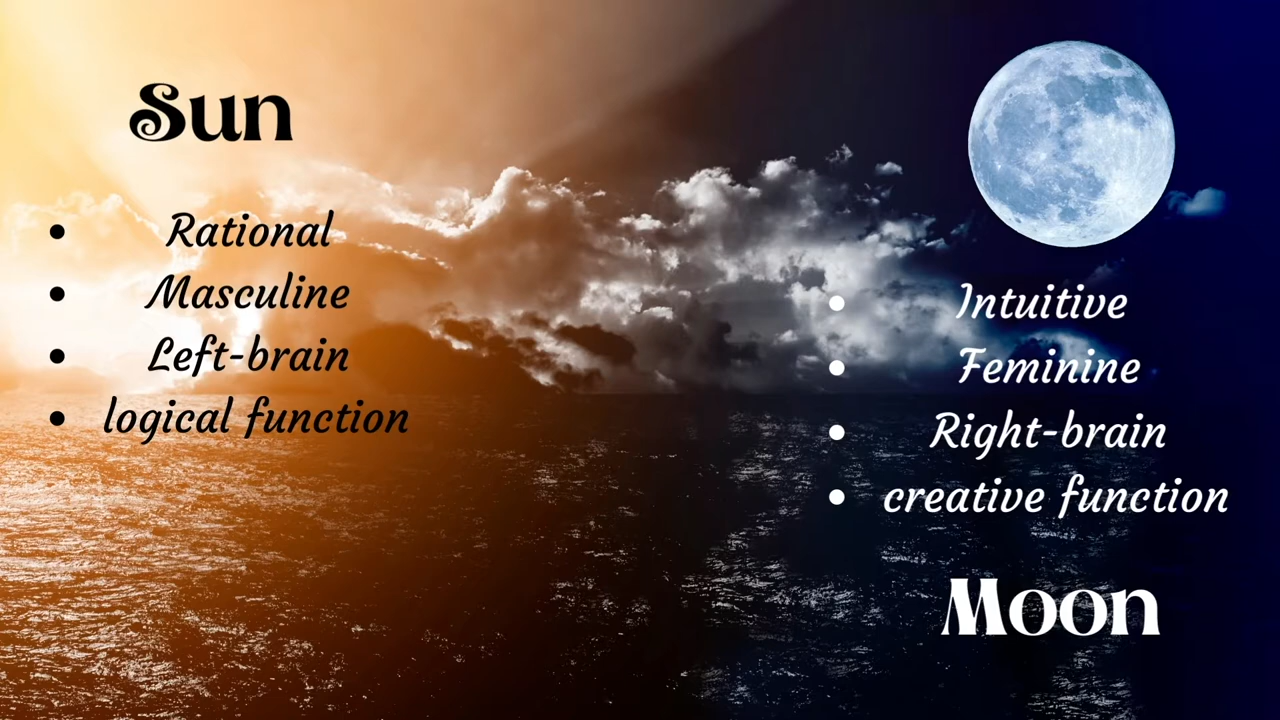 Sun
• Rational
• Masculine
• Left-brain
• logical function
• Intuitive
• Feminine
• Right-brain
• creative function
Moon